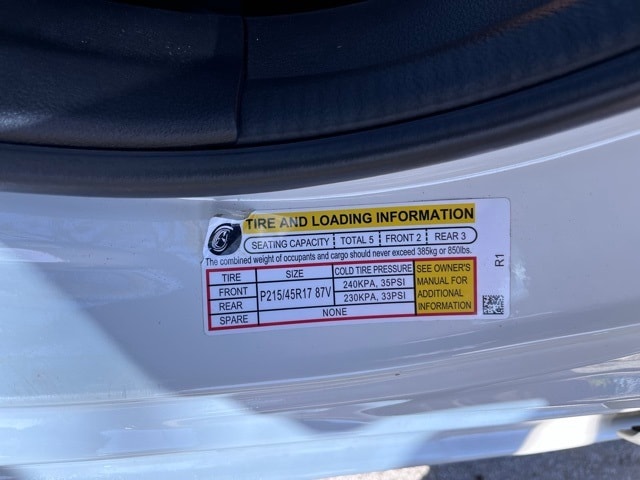 TIRE AND LOADING INFORMATION
SEATING CAPACITY TOTAL 5 FRONT 2 REAR 3
The combined weight of occupants and cargo should never exceed 385kg or 850lbs.
TIRE SIZE COLD TIRE PRESSURE SEE OWNER'S MANUAL FOR ADDITIONAL INFORMATION
FRONT P215/45R17 87V 240KPA, 35PSI
REAR 230KPA, 33PSI
SPARE NONE
R1